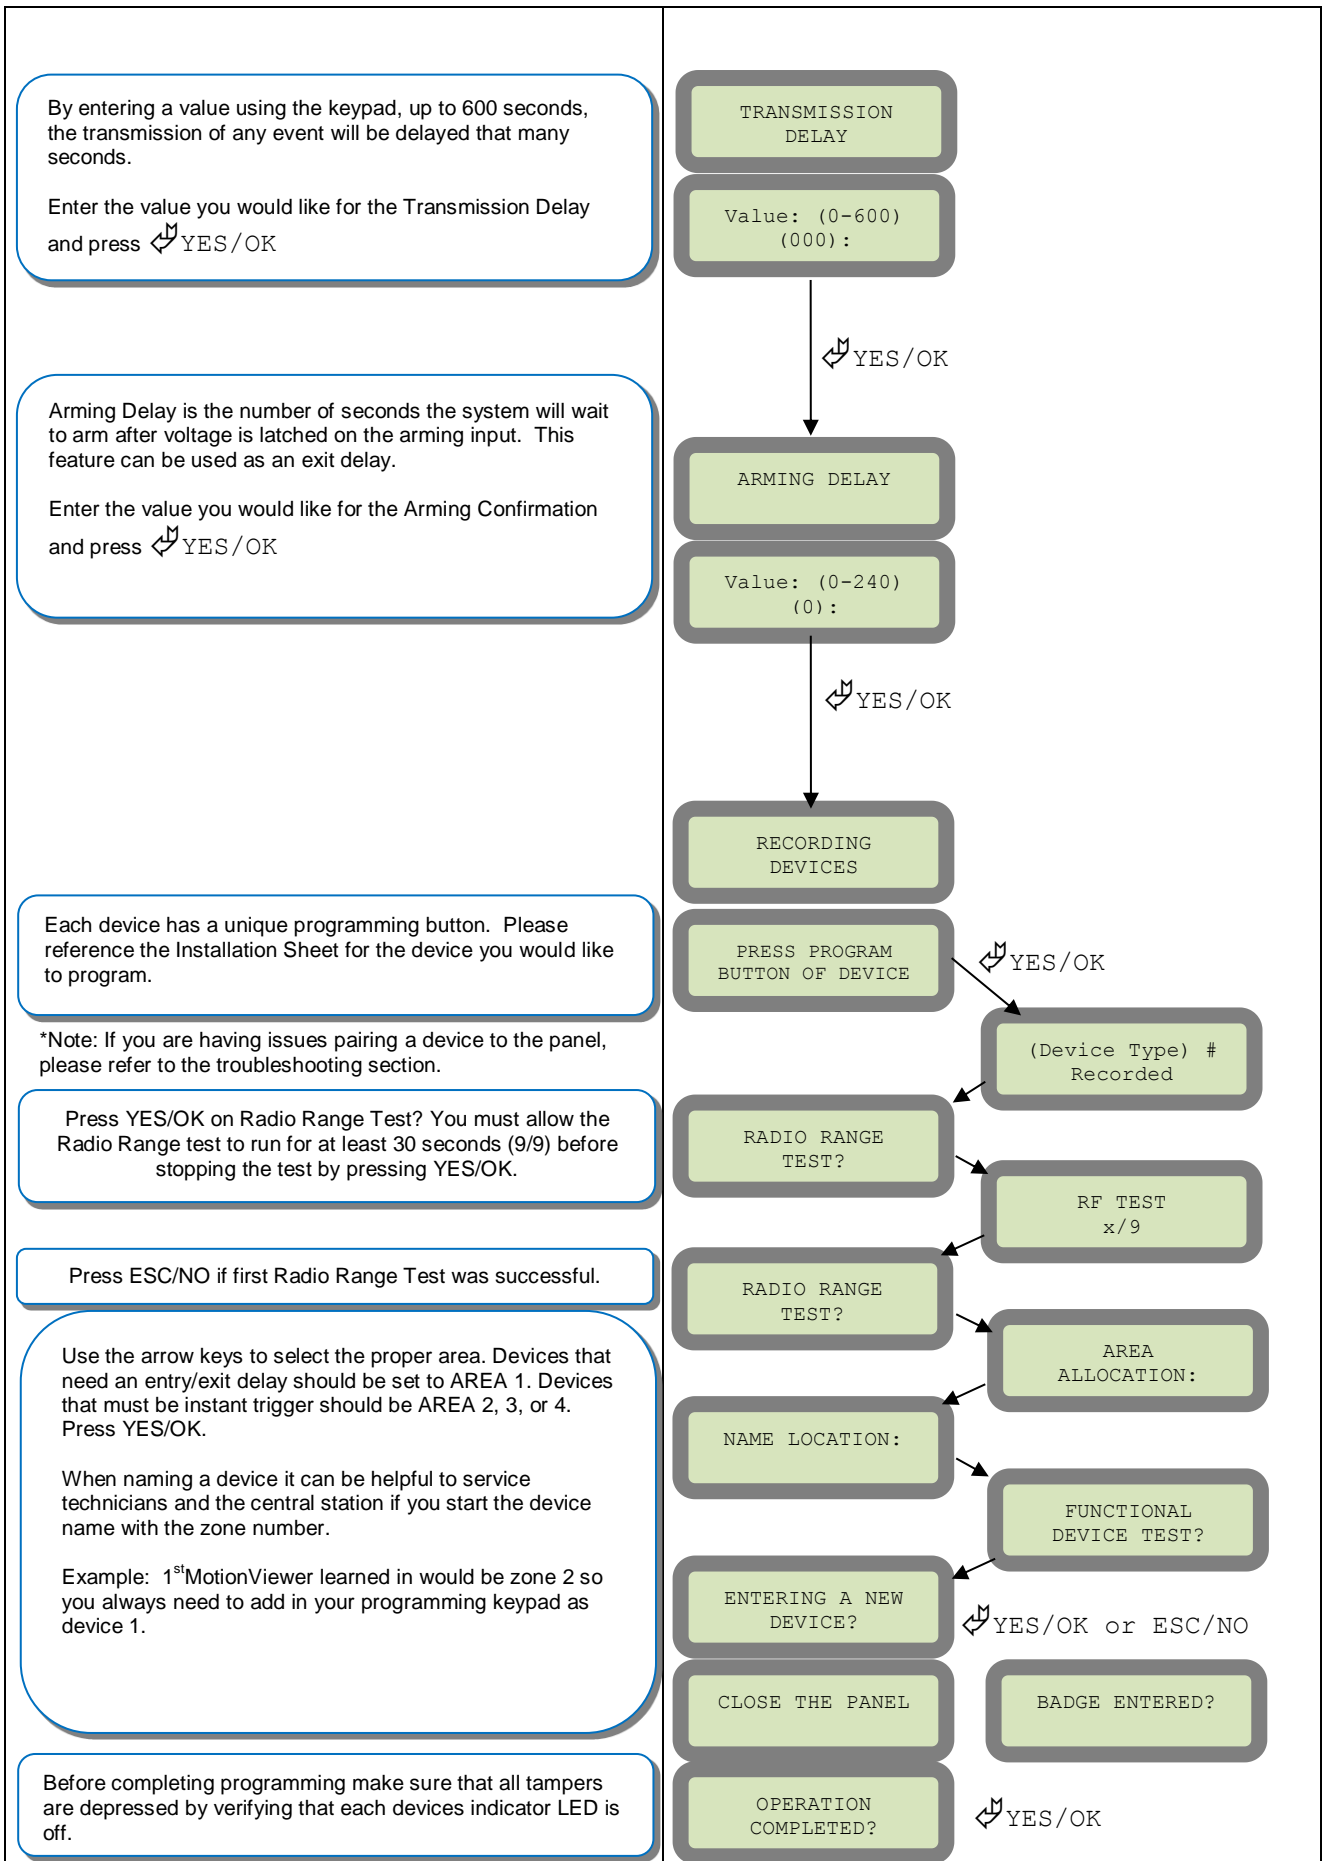 By entering a value using the keypad, up to 600 seconds,
the transmission of any event will be delayed that many
seconds.
Enter the value you would like for the Transmission Delay
and press YES/OK
TRANSMISSION
DELAY
Value: (0-600)
(000):
YES/OK
Arming Delay is the number of seconds the system will wait
to arm after voltage is latched on the arming input. This
feature can be used as an exit delay.
Enter the value you would like for the Arming Confirmation
and press YES/OK
ARMING DELAY
Value: (0-240)
(0):
YES/OK
RECORDING
DEVICES
Each device has a unique programming button. Please
reference the Installation Sheet for the device you would like
to program.
PRESS PROGRAM
BUTTON OF DEVICE
YES/OK
*Note: If you are having issues pairing a device to the panel,
please refer to the troubleshooting section.
(Device Type) #
Recorded
Press YES/OK on Radio Range Test? You must allow the
Radio Range test to run for at least 30 seconds (9/9) before
stopping the test by pressing YES/OK.
RADIO RANGE
TEST?
RF TEST
x/9
Press ESC/NO if first Radio Range Test was successful.
RADIO RANGE
TEST?
Use the arrow keys to select the proper area. Devices that
need an entry/exit delay should be set to AREA 1. Devices
that must be instant trigger should be AREA 2, 3, or 4.
Press YES/OK.
When naming a device it can be helpful to service
technicians and the central station if you start the device
name with the zone number.
Example: 1stMotionViewer learned in would be zone 2 so
you always need to add in your programming keypad as
device 1.
AREA
ALLOCATION:
NAME LOCATION:
FUNCTIONAL
DEVICE TEST?
ENTERING A NEW
DEVICE?
YES/OK or ESC/NO
CLOSE THE PANEL
BADGE ENTERED?
Before completing programming make sure that all tampers
are depressed by verifying that each devices indicator LED is
off.
OPERATION
COMPLETED?
YES/OK